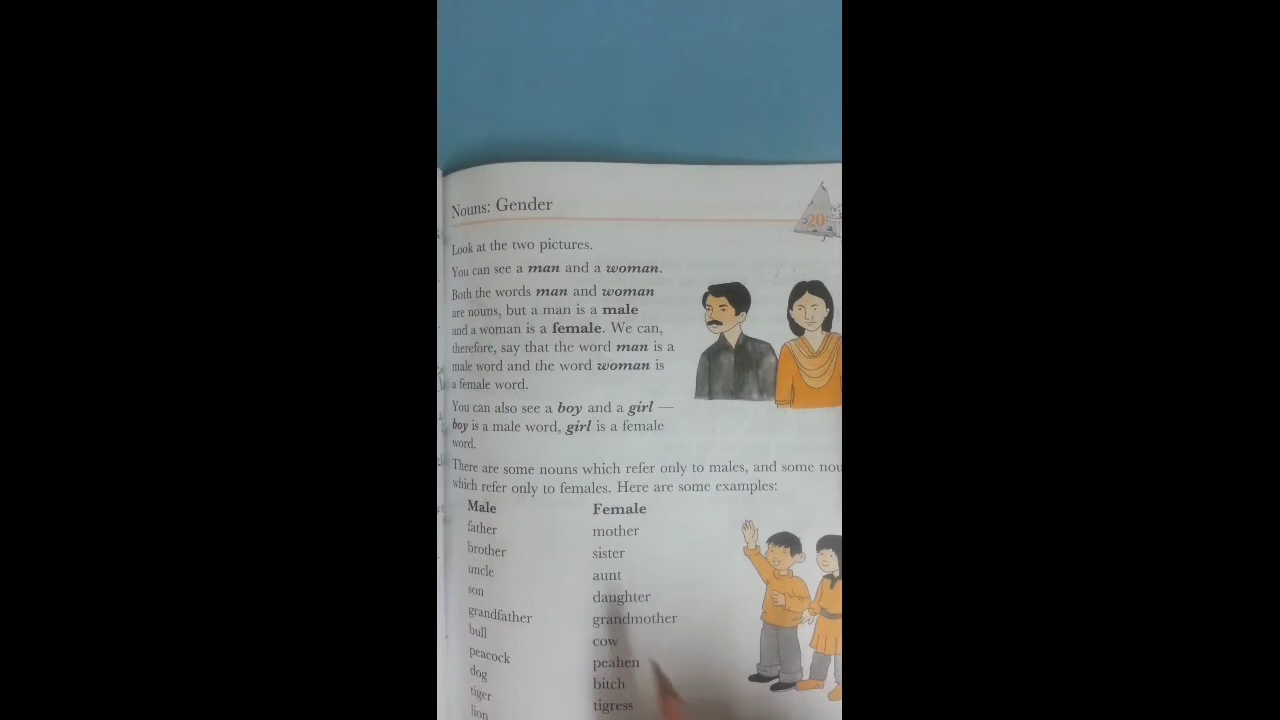 Nouns: Gender
20
Look at the two pictures.
You can see a man and a woman.
Both the words man and woman
are nouns, but a man is a male
and a woman is a female. We can,
therefore, say that the word man is a
male word and the word woman is
a female word.
You can also see a boy and a girl —
boy is a male word, girl is a female
word.
There are some nouns which refer only to males, and some nou
which refer only to females. Here are some examples:
Male Female
father mother
brother sister
uncle aunt
son daughter
grandfather grandmother
bull cow
peacock peahen
dog bitch
tiger tigress
lion